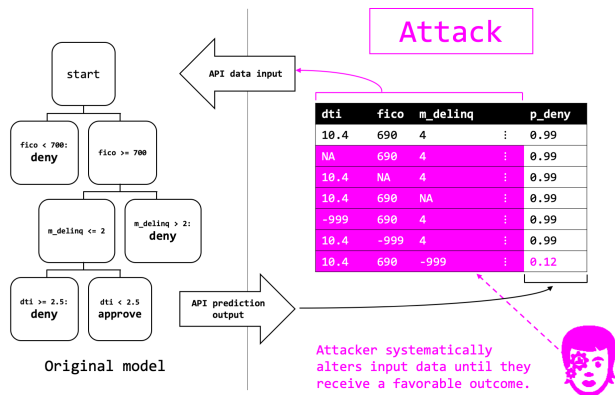 Attack
start
API data input
dti fico m_delinq p_deny
10.4 690 4 ⋮ 0.99
NA 690 4 ⋮ 0.99
10.4 NA 4 ⋮ 0.99
10.4 690 NA ⋮ 0.99
-999 690 4 ⋮ 0.99
10.4 -999 4 ⋮ 0.99
10.4 690 -999 ⋮ 0.12
fico < 700:
deny
fico >= 700
m_delinq <= 2
m_delinq > 2:
deny
dti >= 2.5:
deny
dti < 2.5
approve
API prediction
output
Original model
Attacker systematically
alters input data until they
receive a favorable outcome.